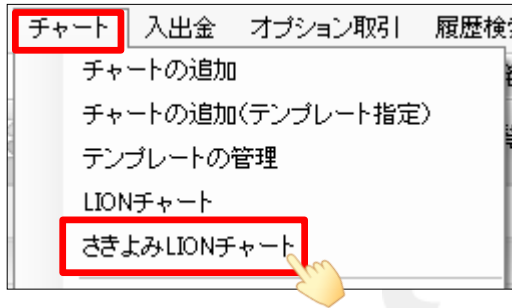 チャート 入出金 オプション取引 履歴検
チャートの追加
チャートの追加(テンプレート指定)
テンプレートの管理
LIONチャート
さきよみLIONチャート